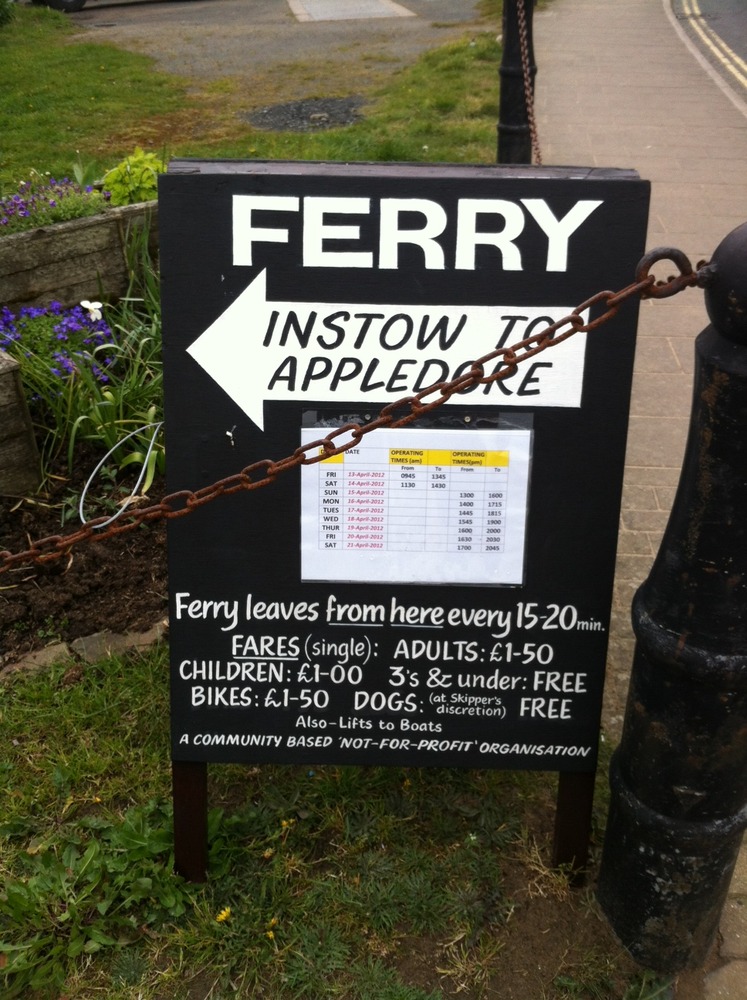 FERRY
INSTOW TO
APPLEDORE
DATE OPERATING OPERATING
TIMES (am) TIMES(pm)
From To From To
FRI 13-April-2012 0945 1345
SAT 14-April-2012 1130 1430
SUN 15-April-2012 1300 1600
MON 16-April-2012 1400 1715
TUES 17-April-2012 1445 1815
WED 18-April-2012 1545 1900
THUR 19-April-2012 1600 2000
FRI 20-April-2012 1630 2030
SAT 21-April-2012 1700 2045
Ferry leaves from here every 15-20min.
FARES (single): ADULTS: £1-50
CHILDREN: £1-00 3's & under: FREE
BIKES: £1-50 DOGS: (at Skipper's discretion) FREE
Also-Lifts to Boats
A COMMUNITY BASED 'NOT-FOR-PROFIT' ORGANISATION